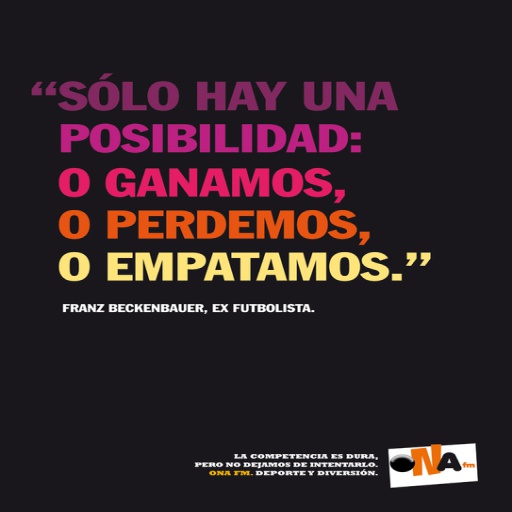 “SÓLO HAY UNA
POSIBILIDAD:
O GANAMOS,
O PERDEMOS,
O EMPATAMOS.”
FRANZ BECKENBAUER, EX FUTBOLISTA.
LA COMPETENCIA ES DURA,
PERO NO DEJAMOS DE INTENTARLO.
ONA FM. DEPORTE Y DIVERSIÓN.
ONA fm